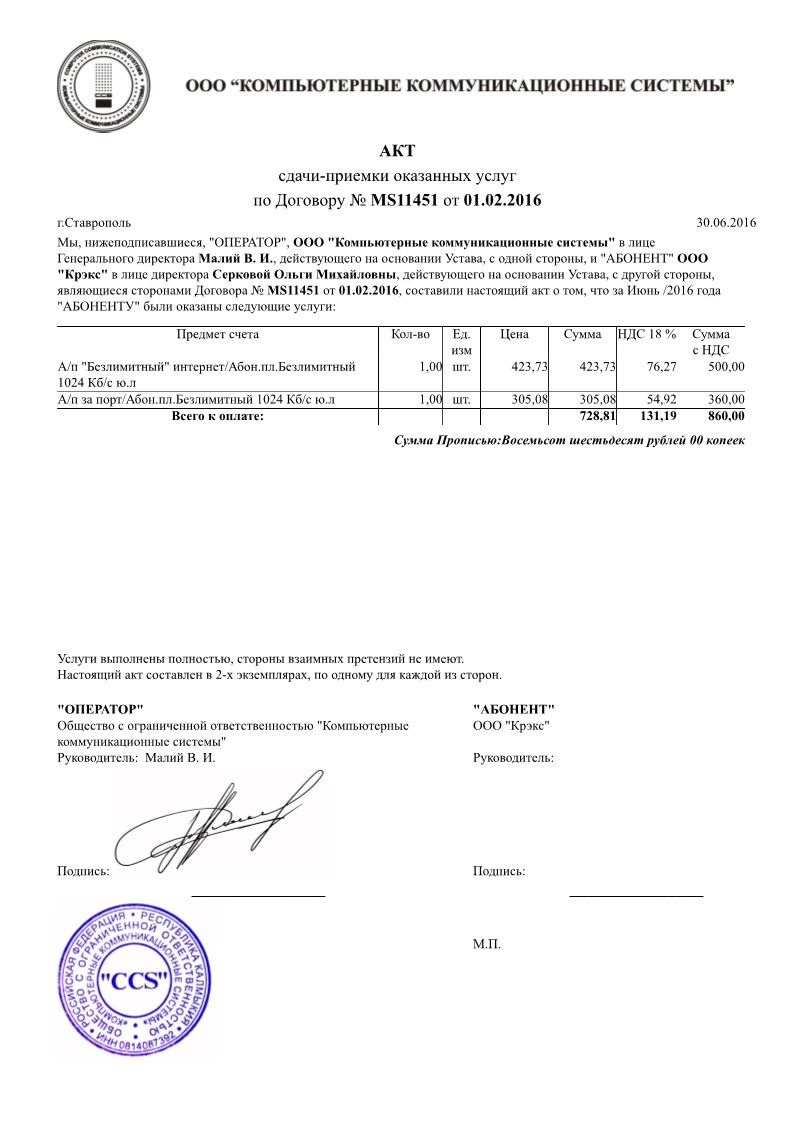 COMPUTER COMMUNICATION SYSTEMS
КОМПЬЮТЕРНЫЕ КОММУНИКАЦИОННЫЕ СИСТЕМЫ
ООО “КОМПЬЮТЕРНЫЕ КОММУНИКАЦИОННЫЕ СИСТЕМЫ”
АКТ
сдачи-приемки оказанных услуг
по Договору № MS11451 от 01.02.2016
г.Ставрополь 30.06.2016
Мы, нижеподписавшиеся, "ОПЕРАТОР", ООО "Компьютерные коммуникационные системы" в лице
Генерального директора Малий В. И., действующего на основании Устава, с одной стороны, и "АБОНЕНТ" ООО
"Крэкс" в лице директора Серковой Ольги Михайловны, действующего на основании Устава, с другой стороны,
являющиеся сторонами Договора № MS11451 от 01.02.2016, составили настоящий акт о том, что за Июнь /2016 года
"АБОНЕНТУ" были оказаны следующие услуги:
Предмет счета Кол-во Ед. Цена Сумма НДС 18 % Сумма
изм с НДС
А/п "Безлимитный" интернет/Абон.пл.Безлимитный 1,00 шт. 423,73 423,73 76,27 500,00
1024 Кб/с ю.л
А/п за порт/Абон.пл.Безлимитный 1024 Кб/с ю.л 1,00 шт. 305,08 305,08 54,92 360,00
Всего к оплате: 728,81 131,19 860,00
Сумма Прописью:Восемьсот шестьдесят рублей 00 копеек
Услуги выполнены полностью, стороны взаимных претензий не имеют.
Настоящий акт составлен в 2-х экземплярах, по одному для каждой из сторон.
"ОПЕРАТОР" "АБОНЕНТ"
Общество с ограниченной ответственностью "Компьютерные ООО "Крэкс"
коммуникационные системы"
Руководитель: Малий В. И. Руководитель:
Подпись: Подпись:
М.П.
РОССИЙСКАЯ ФЕДЕРАЦИЯ • РЕСПУБЛИКА КАЛМЫКИЯ • ИНН 0814087392 •
ОБЩЕСТВО С ОГРАНИЧЕННОЙ ОТВЕТСТВЕННОСТЬЮ
«КОМПЬЮТЕРНЫЕ КОММУНИКАЦИОННЫЕ СИСТЕМЫ»
"CCS"